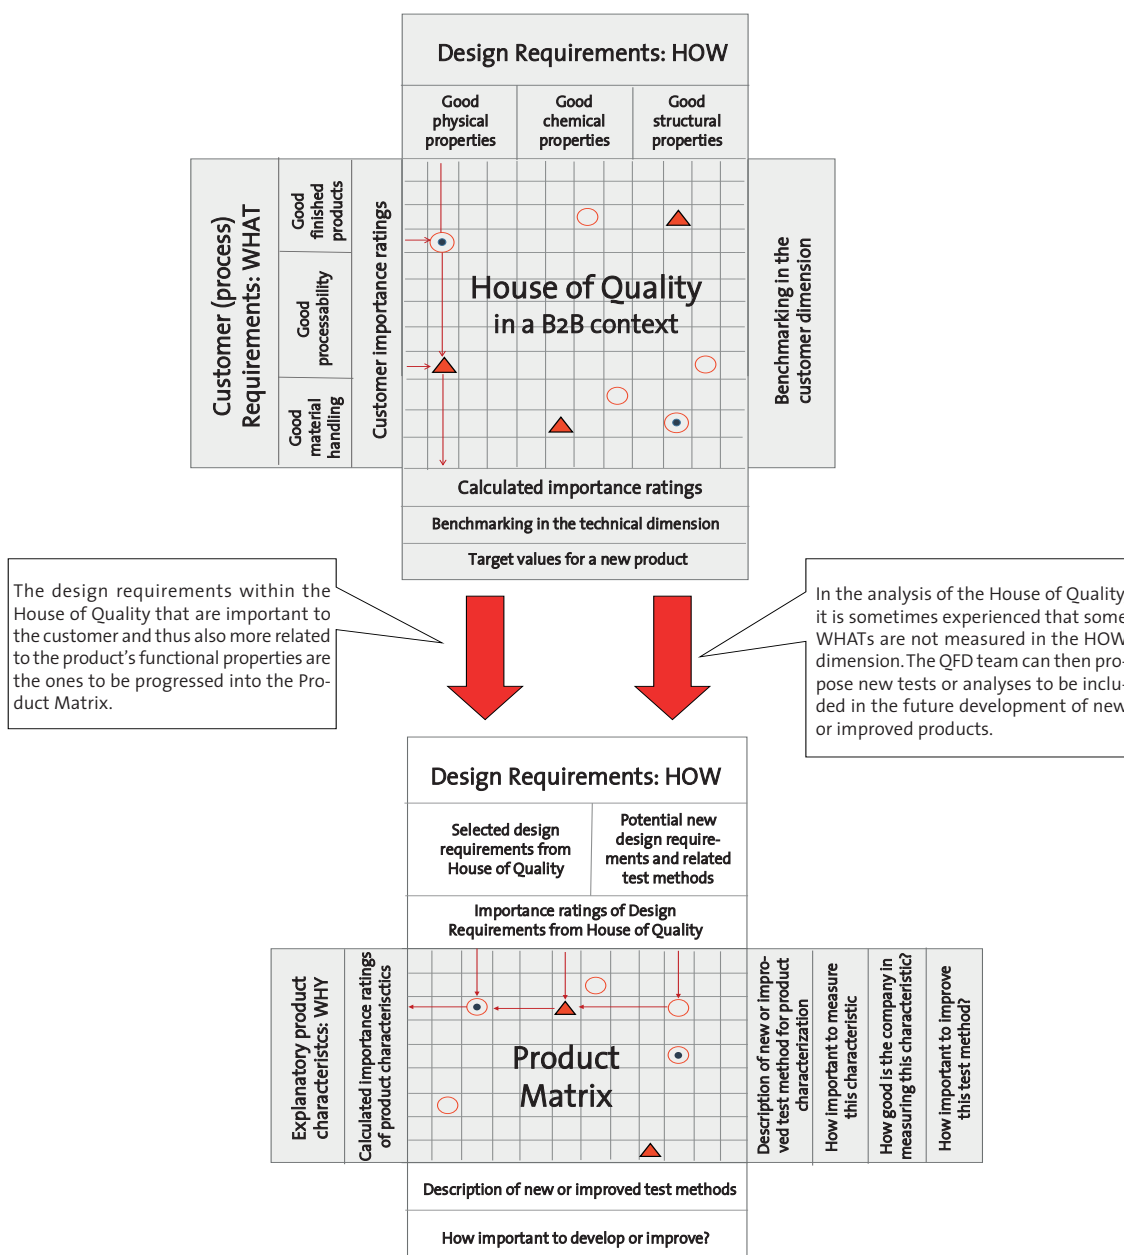 Design Requirements: HOW
Good
physical
properties
Good
chemical
properties
Good
structural
properties
Customer (process)
Requirements: WHAT
Good
finished
products
Good
processability
Good
material
handling
Customer importance ratings
House of Quality
in a B2B context
Benchmarking in the
customer dimension
Calculated importance ratings
Benchmarking in the technical dimension
Target values for a new product
The design requirements within the
House of Quality that are important to
the customer and thus also more related
to the product's functional properties are
the ones to be progressed into the Pro-
duct Matrix.
In the analysis of the House of Quality
it is sometimes experienced that some
WHATs are not measured in the HOW
dimension. The QFD team can then pro-
pose new tests or analyses to be inclu-
ded in the future development of new
or improved products.
Design Requirements: HOW
Selected design
requirements from
House of Quality
Potential new
design require-
ments and related
test methods
Importance ratings of Design
Requirements from House of Quality
Explanatory product
characteristcs: WHY
Calculated importance ratings
of product characterisctics
Product
Matrix
Description of new or impro-
ved test method for product
characterization
How important to measure
this characteristic
How good is the company in
measuring this characteristic?
How important to improve
this test method?
Description of new or improved test methods
How important to develop or improve?